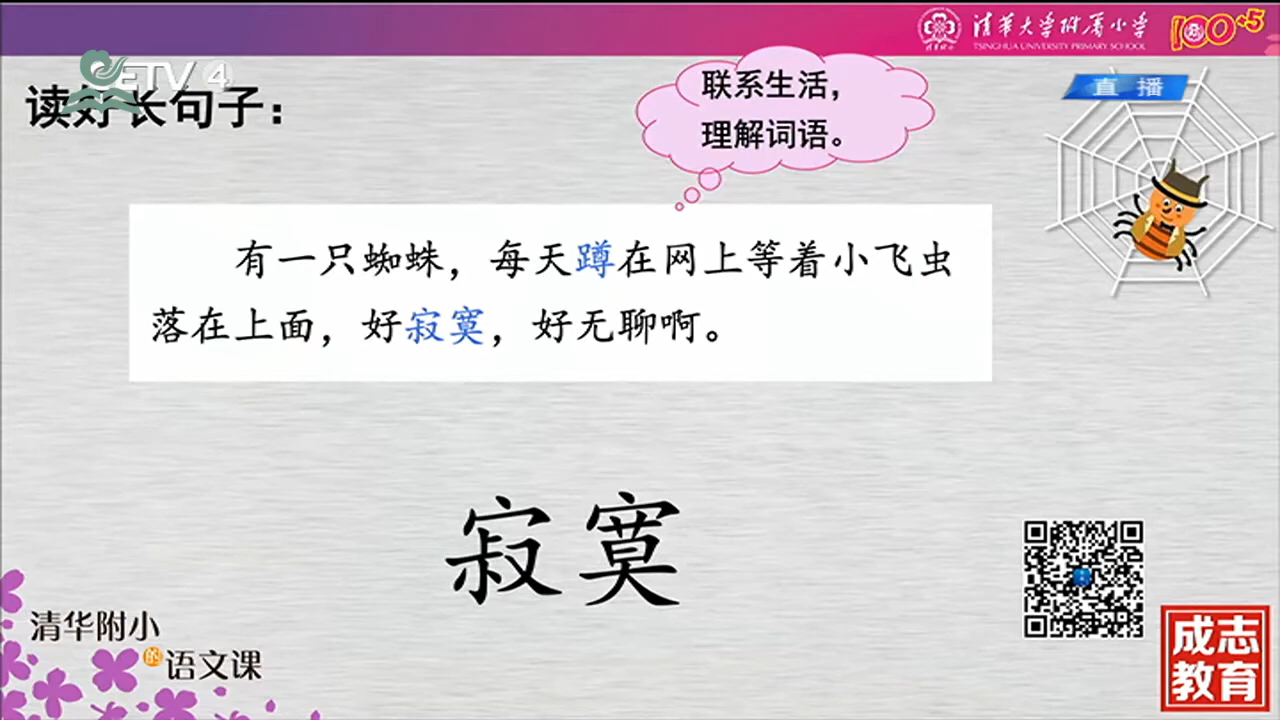 清华大学附属小学
TSINGHUA UNIVERSITY PRIMARY SCHOOL
100+5
CETV 4
直播
读好长句子：
联系生活，
理解词语。
有一只蜘蛛，每天蹲在网上等着小飞虫
落在上面，好寂寞，好无聊啊。
寂寞
清华附小
的语文课
成志
教育